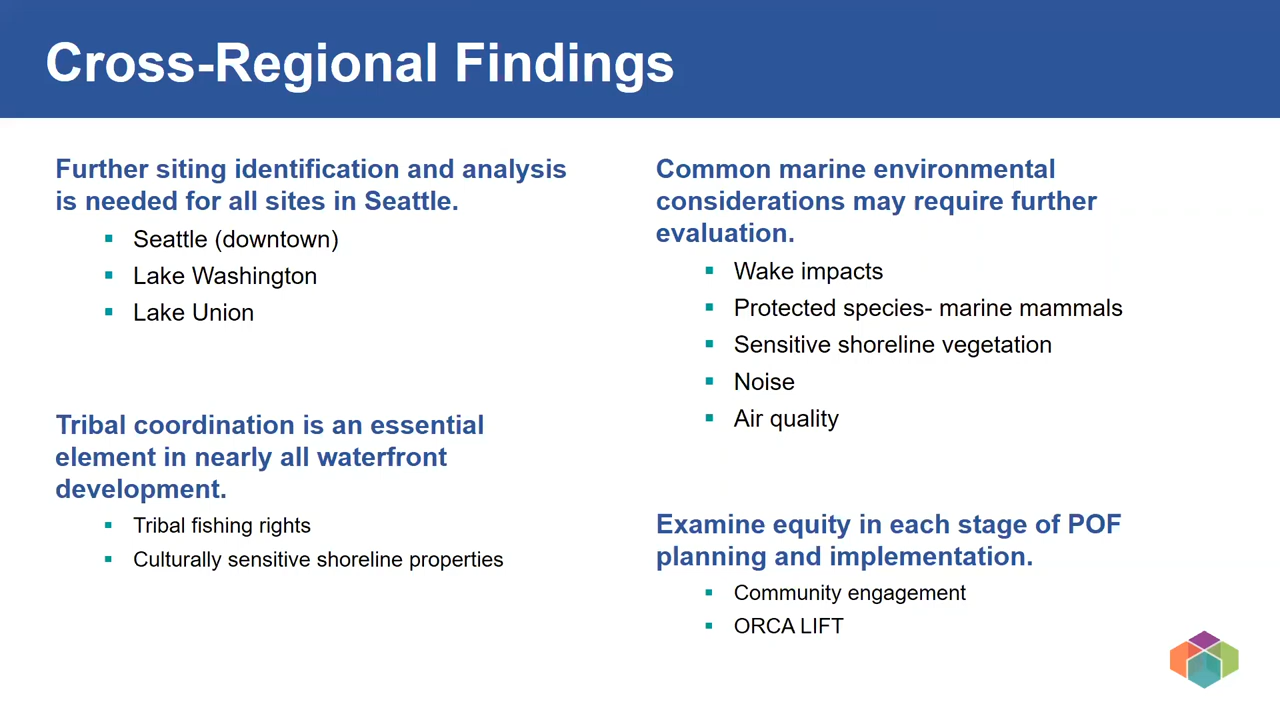 Cross-Regional Findings
Further siting identification and analysis
is needed for all sites in Seattle.
Seattle (downtown)
Lake Washington
Lake Union
Tribal coordination is an essential
element in nearly all waterfront
development.
Tribal fishing rights
Culturally sensitive shoreline properties
Common marine environmental
considerations may require further
evaluation.
Wake impacts
Protected species- marine mammals
Sensitive shoreline vegetation
Noise
Air quality
Examine equity in each stage of POF
planning and implementation.
Community engagement
ORCA LIFT